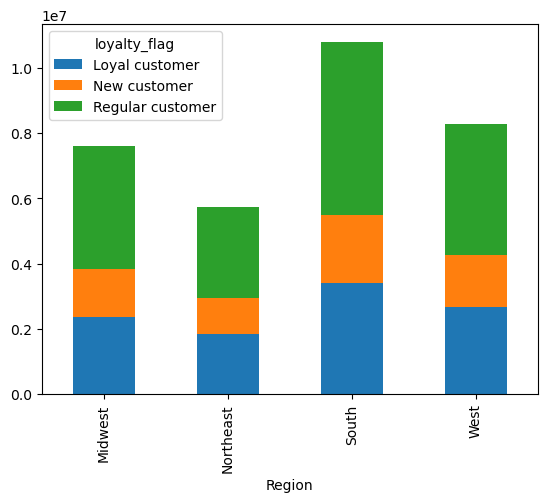 1e7
loyalty_flag
Loyal customer
New customer
Regular customer
1.0
0.8
0.6
0.4
0.2
0.0
Midwest
Northeast
South
West
Region